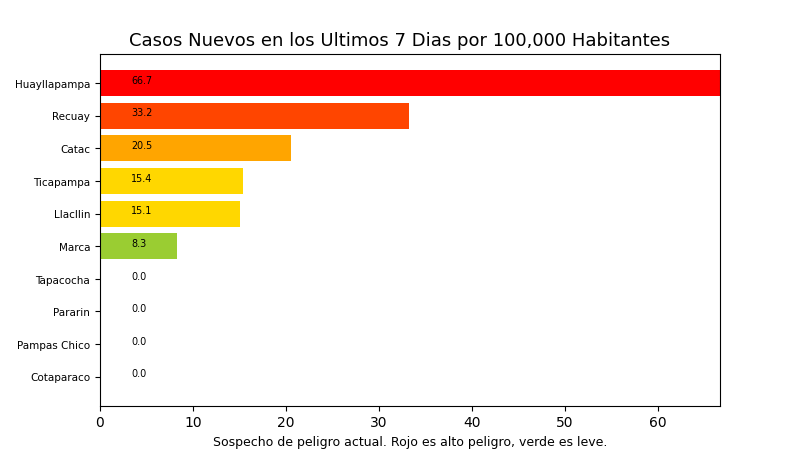 Casos Nuevos en los Ultimos 7 Dias por 100,000 Habitantes
Huayllapampa 66.7
Recuay 33.2
Catac 20.5
Ticapampa 15.4
Llacllin 15.1
Marca 8.3
Tapacocha 0.0
Pararin 0.0
Pampas Chico 0.0
Cotaparaco 0.0
0 10 20 30 40 50 60
Sospecho de peligro actual. Rojo es alto peligro, verde es leve.